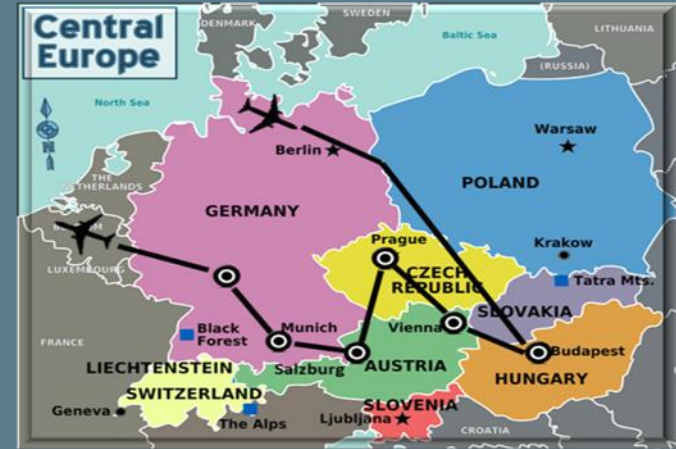 Central
Europe
DENMARK
SWEDEN
Baltic Sea
LITHUANIA
(RUSSIA)
North Sea
Warsaw
Berlin
THE
NETHERLANDS
POLAND
GERMANY
BELGIUM
Prague
Krakow
LUXEMBOURG
CZECH
REPUBLIC
Tatra Mts.
SLOVAKIA
Black
Forest
Munich
Vienna
FRANCE
Budapest
LIECHTENSTEIN
Salzburg
AUSTRIA
HUNGARY
SWITZERLAND
SLOVENIA
Geneva
The Alps
Ljubljana
CROATIA